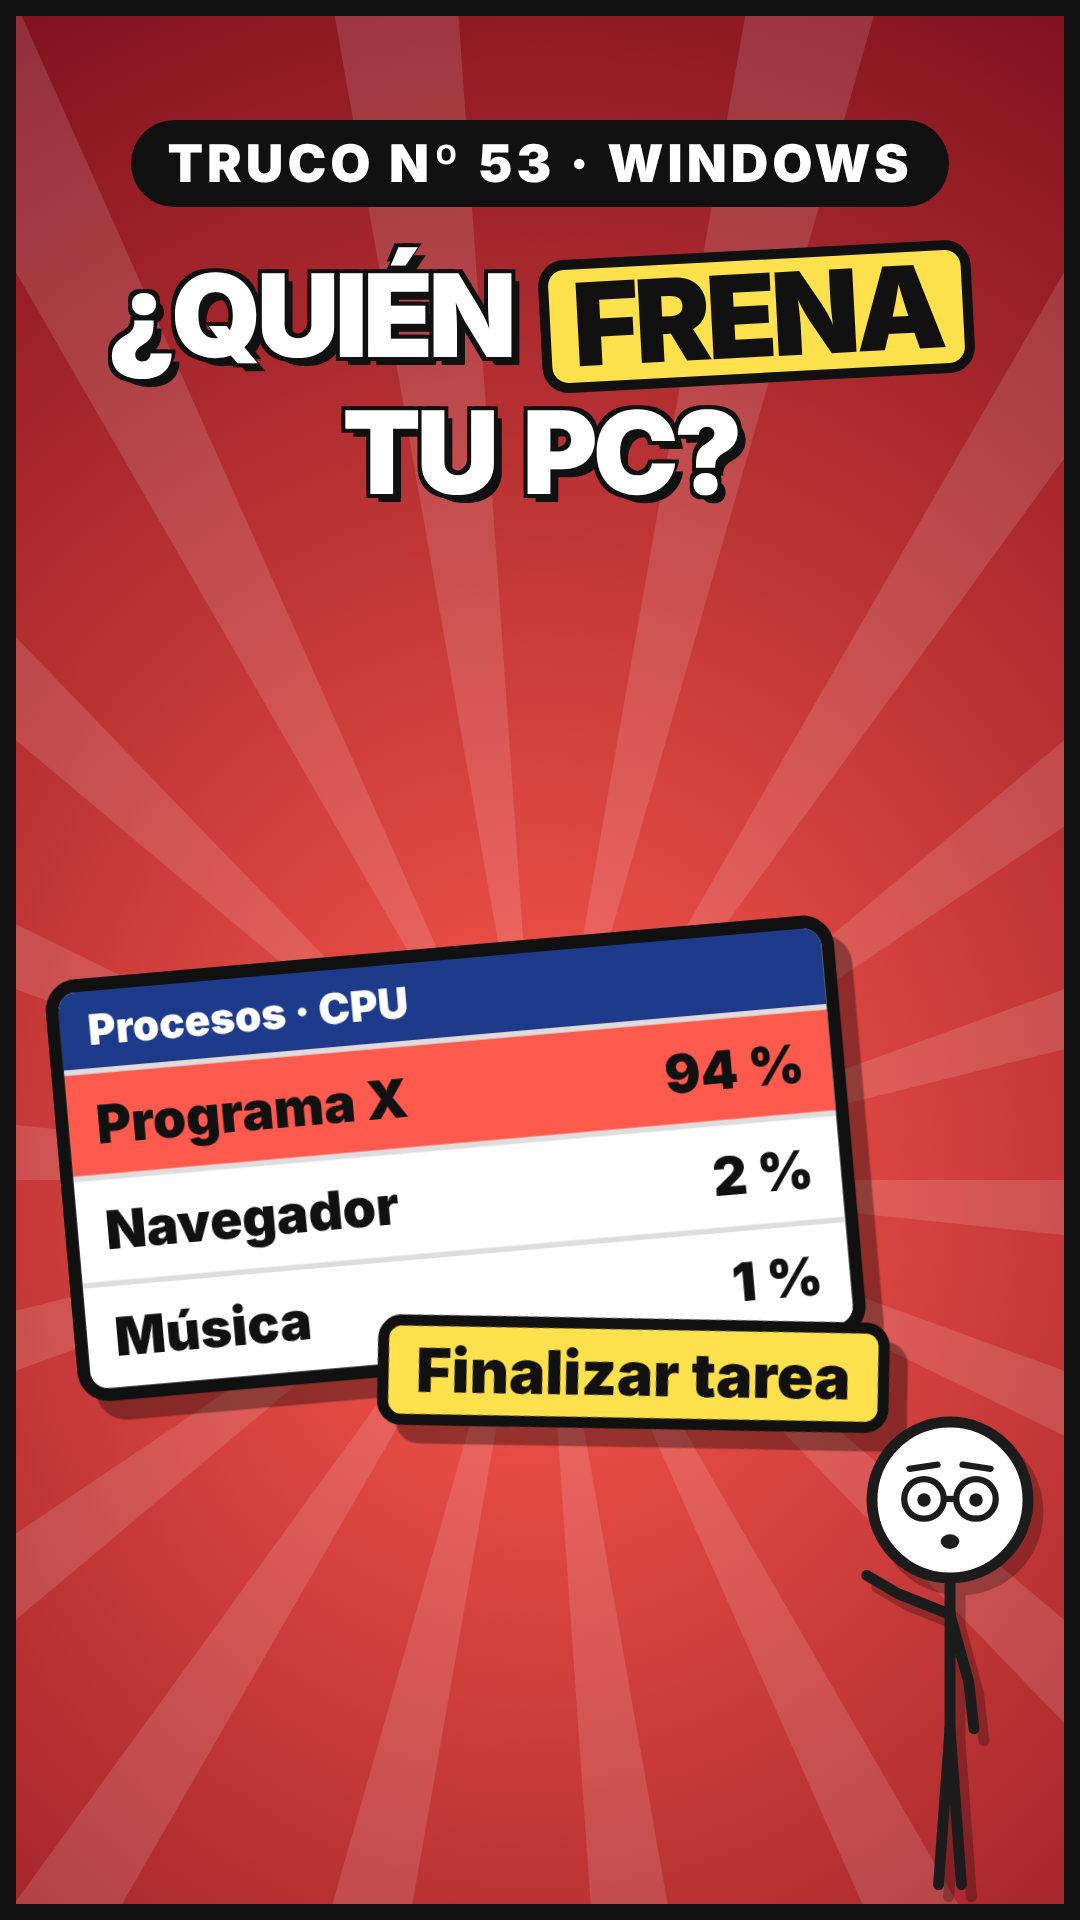 TRUCO Nº 53 · WINDOWS
¿QUIÉN FRENA
TU PC?
Procesos · CPU
Programa X 94 %
Navegador 2 %
Música 1 %
Finalizar tarea